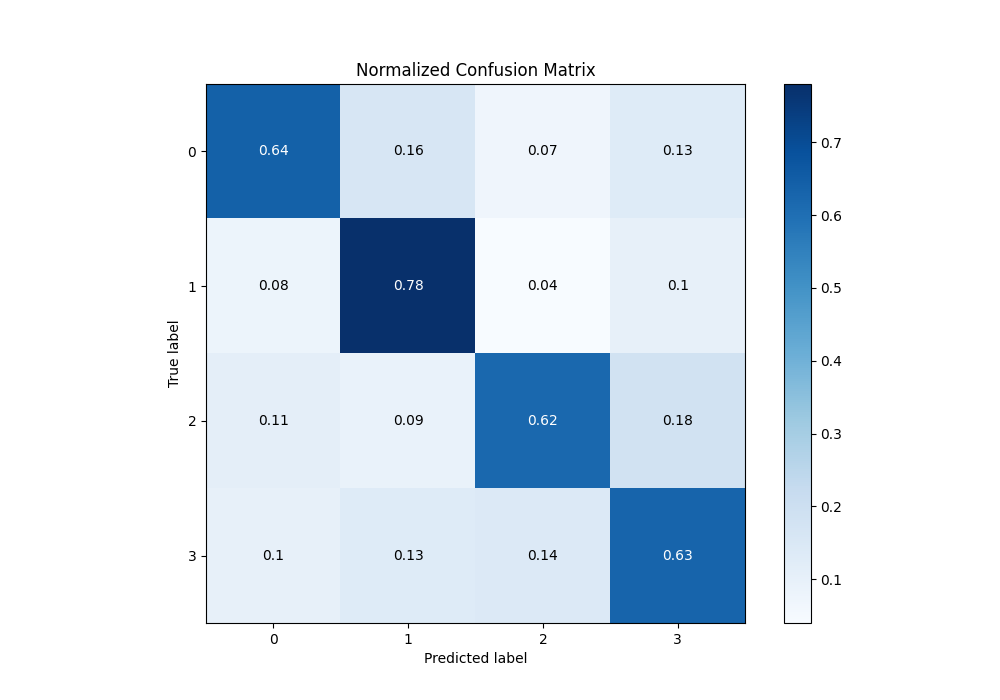 Normalized Confusion Matrix
0 0.64 0.16 0.07 0.13 0.7
0.6
1 0.08 0.78 0.04 0.1 0.5
True label 0.4
2 0.11 0.09 0.62 0.18 0.3
0.2
3 0.1 0.13 0.14 0.63 0.1
0 1 2 3
Predicted label